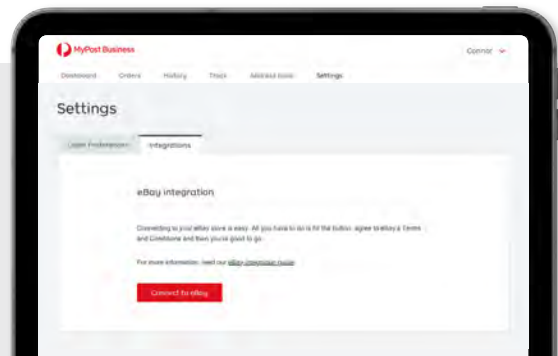 MyPost Business
Connor
Dashboard Orders History Track Address book Settings
Settings
Label Preferences Integrations
eBay integration
Connecting to your eBay store is easy. All you have to do is hit the button, agree to eBay's Terms
and Conditions and then you're good to go.
For more information, read our eBay integration guide
Connect to eBay